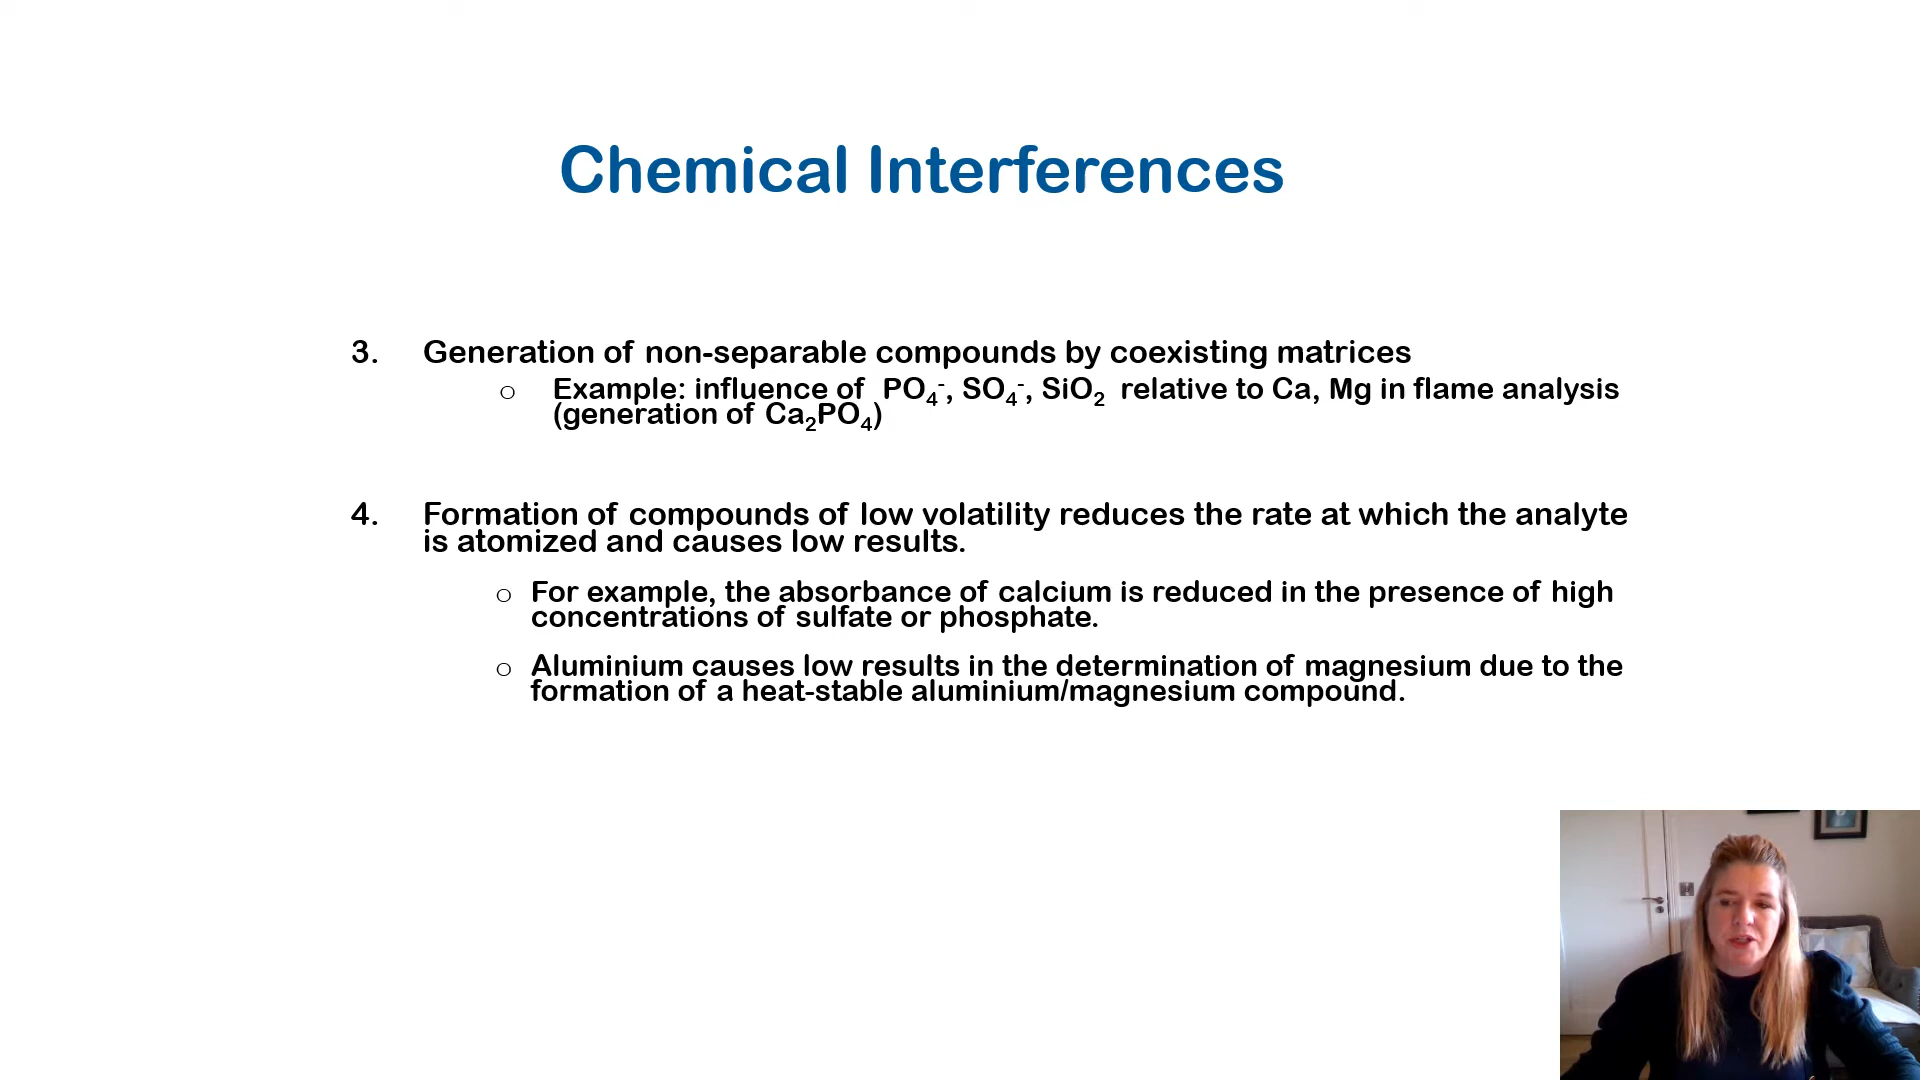 Chemical Interferences
3. Generation of non-separable compounds by coexisting matrices
o Example: influence of PO₄⁻, SO₄⁻, SiO₂ relative to Ca, Mg in flame analysis
(generation of Ca₂PO₄)
4. Formation of compounds of low volatility reduces the rate at which the analyte
is atomized and causes low results.
o For example, the absorbance of calcium is reduced in the presence of high
concentrations of sulfate or phosphate.
o Aluminium causes low results in the determination of magnesium due to the
formation of a heat-stable aluminium/magnesium compound.